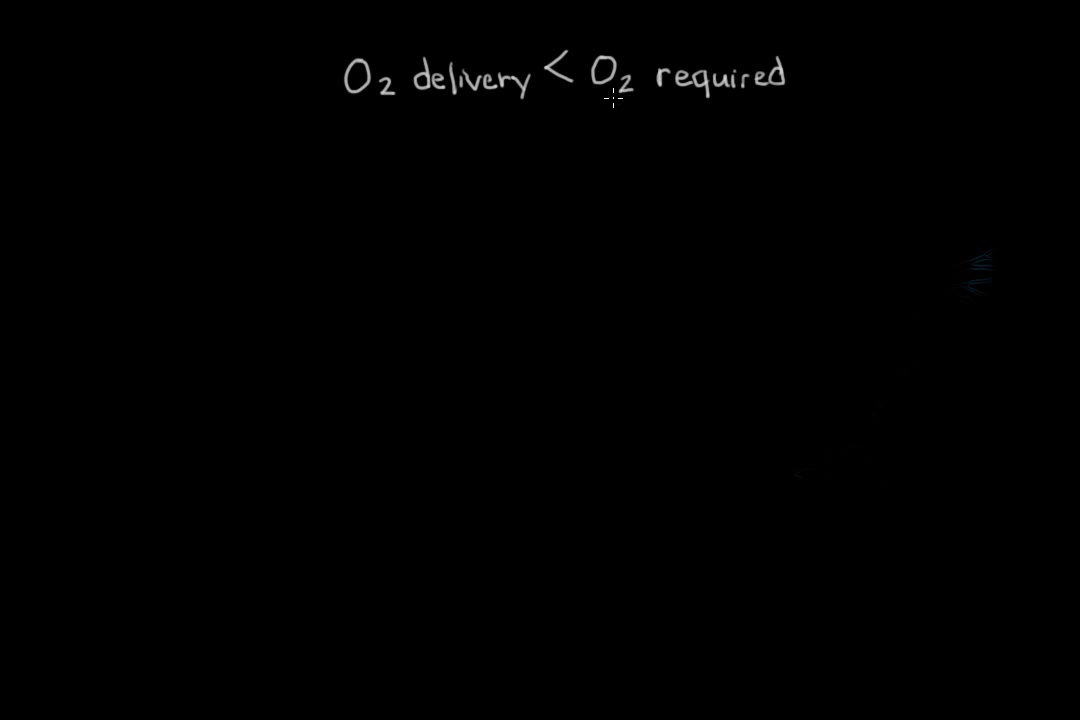 O₂ delivery < O₂ required